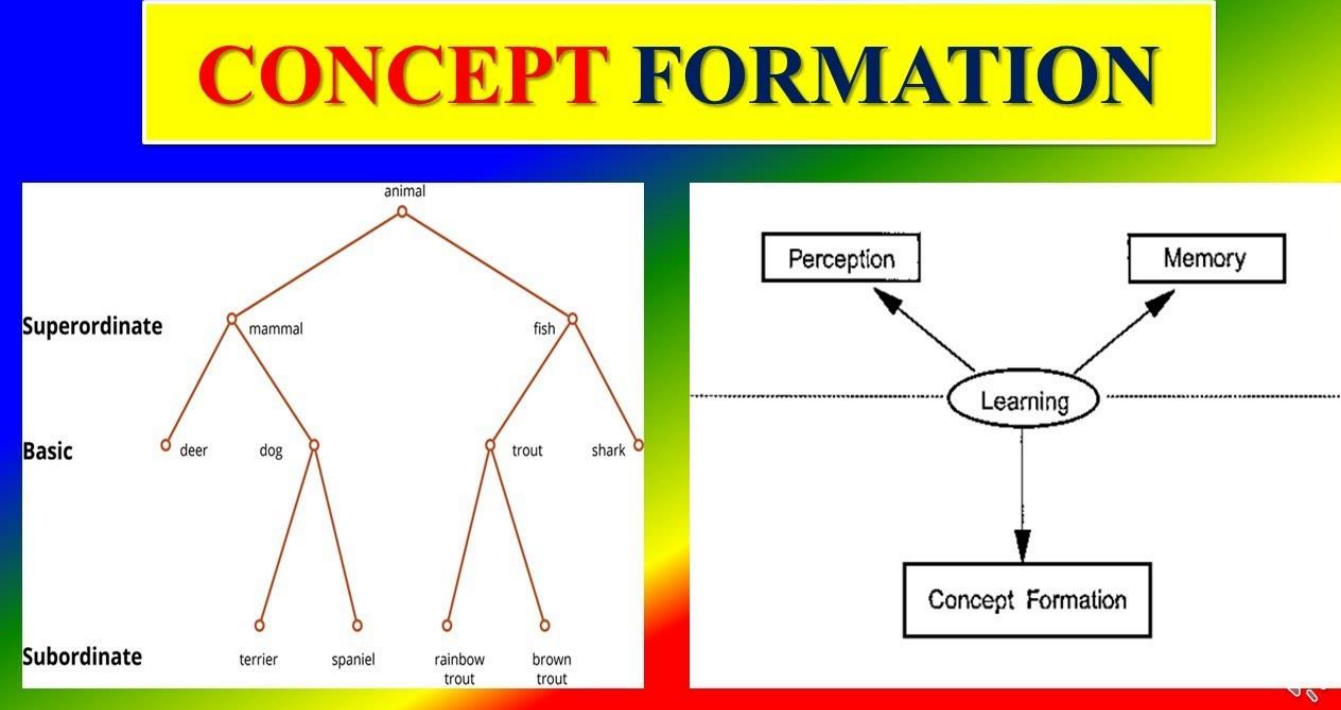 CONCEPT FORMATION
animal
Superordinate
mammal
fish
Basic
deer
dog
trout
shark
Subordinate
terrier
spaniel
rainbow
trout
brown
trout
Perception
Memory
Learning
Concept Formation